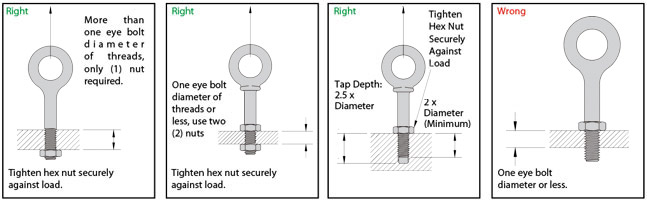 Right
More than
one eye bolt
diameter
of threads,
only (1) nut
required.
Tighten hex nut securely
against load.
Right
One eye bolt
diameter of
threads or
less, use two
(2) nuts
Tighten hex nut securely
against load.
Right
Tighten
Hex Nut
Securely
Against
Load
Tap Depth:
2.5 x
Diameter
2 x
Diameter
(Minimum)
Wrong
One eye bolt
diameter or less.